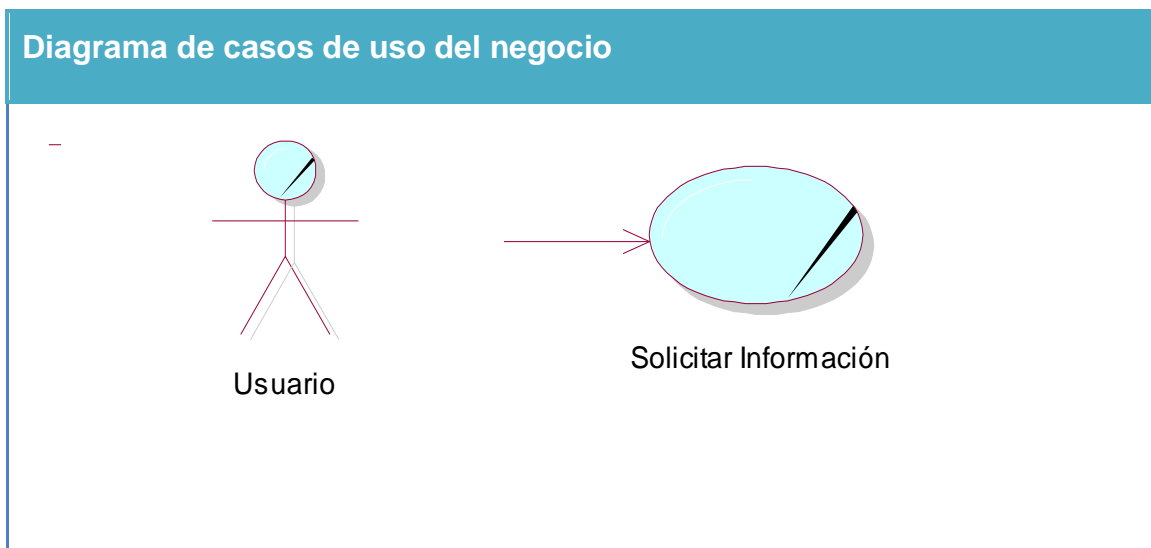 Diagrama de casos de uso del negocio
Solicitar Información
Usuario